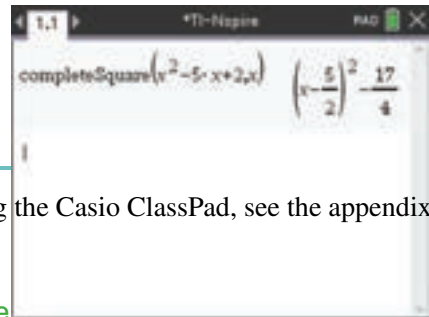 1.1 *TI-Nspire RAD
completeSquare(x²-5·x+2,x) (x-5/2)²-17/4
g the Casio ClassPad, see the appendix
e